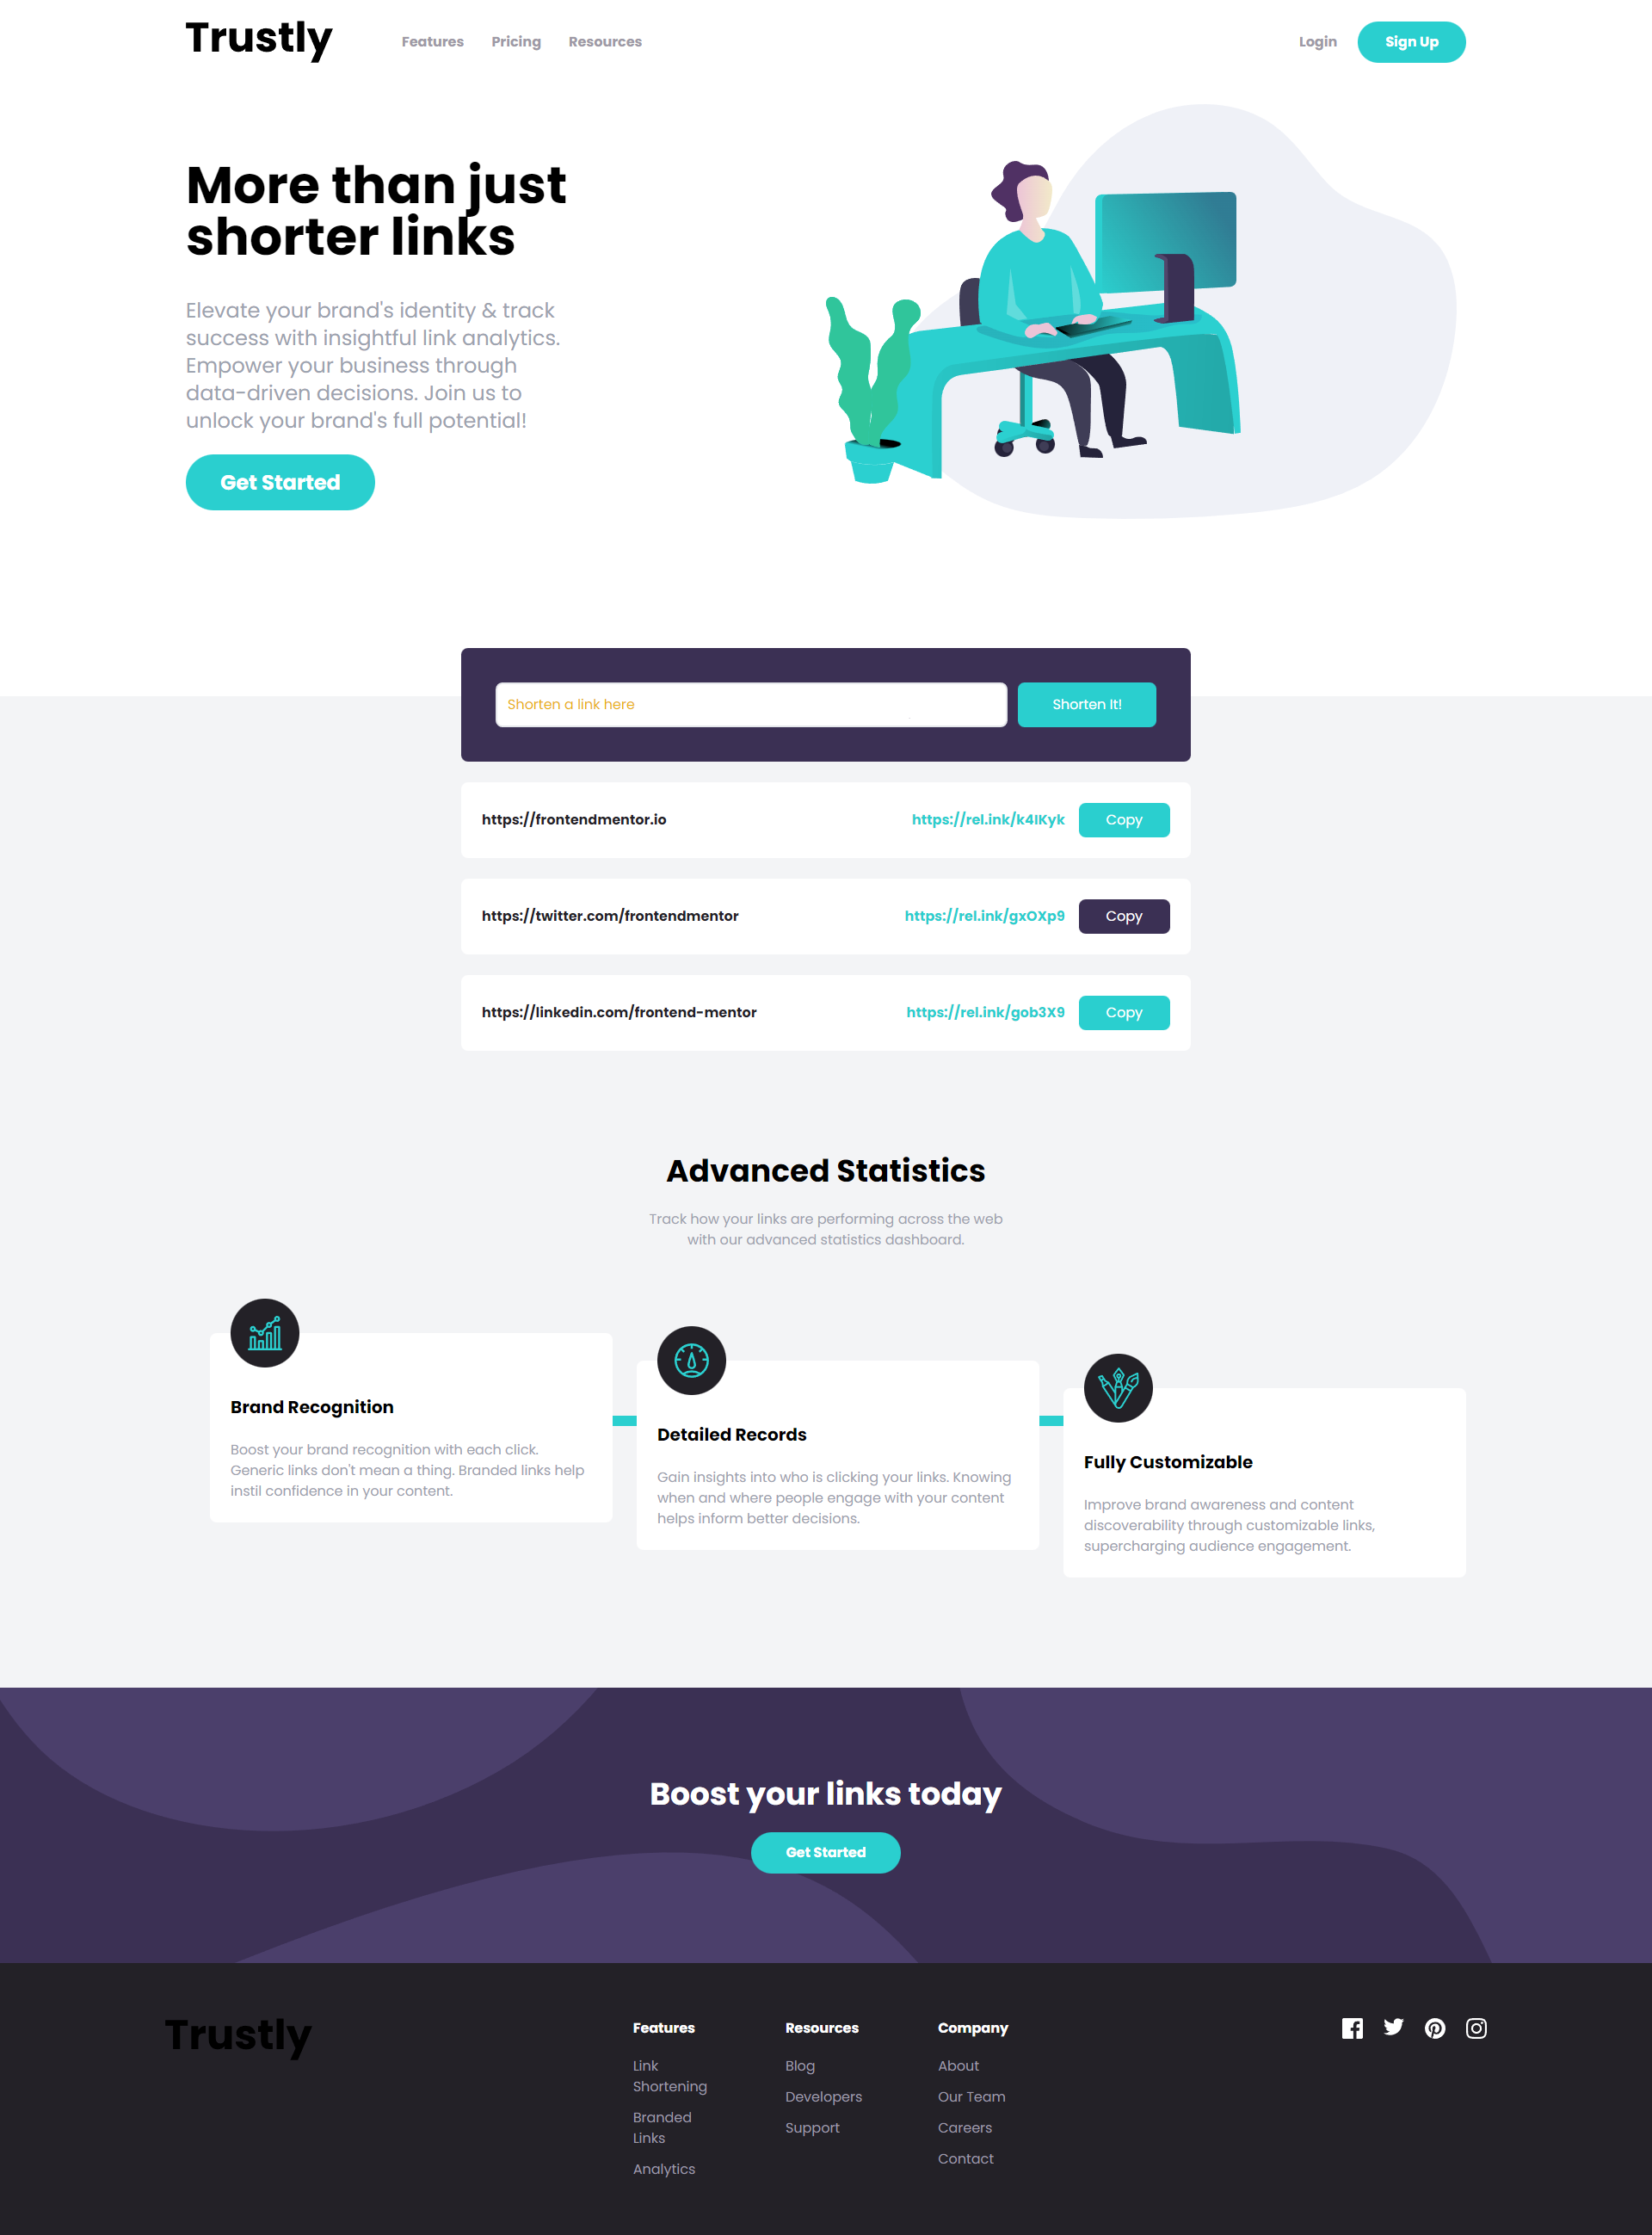 Trustly
Features
Pricing
Resources
Login
Sign Up
More than just
shorter links
Elevate your brand's identity & track
success with insightful link analytics.
Empower your business through
data-driven decisions. Join us to
unlock your brand's full potential!
Get Started
Shorten a link here
Shorten It!
https://frontendmentor.io
https://rel.ink/k4IKyk
Copy
https://twitter.com/frontendmentor
https://rel.ink/gxOXp9
Copy
https://linkedin.com/frontend-mentor
https://rel.ink/gob3X9
Copy
Advanced Statistics
Track how your links are performing across the web
with our advanced statistics dashboard.
Brand Recognition
Boost your brand recognition with each click.
Generic links don't mean a thing. Branded links help
instil confidence in your content.
Detailed Records
Gain insights into who is clicking your links. Knowing
when and where people engage with your content
helps inform better decisions.
Fully Customizable
Improve brand awareness and content
discoverability through customizable links,
supercharging audience engagement.
Boost your links today
Get Started
Trustly
Features
Link
Shortening
Branded
Links
Analytics
Resources
Blog
Developers
Support
Company
About
Our Team
Careers
Contact